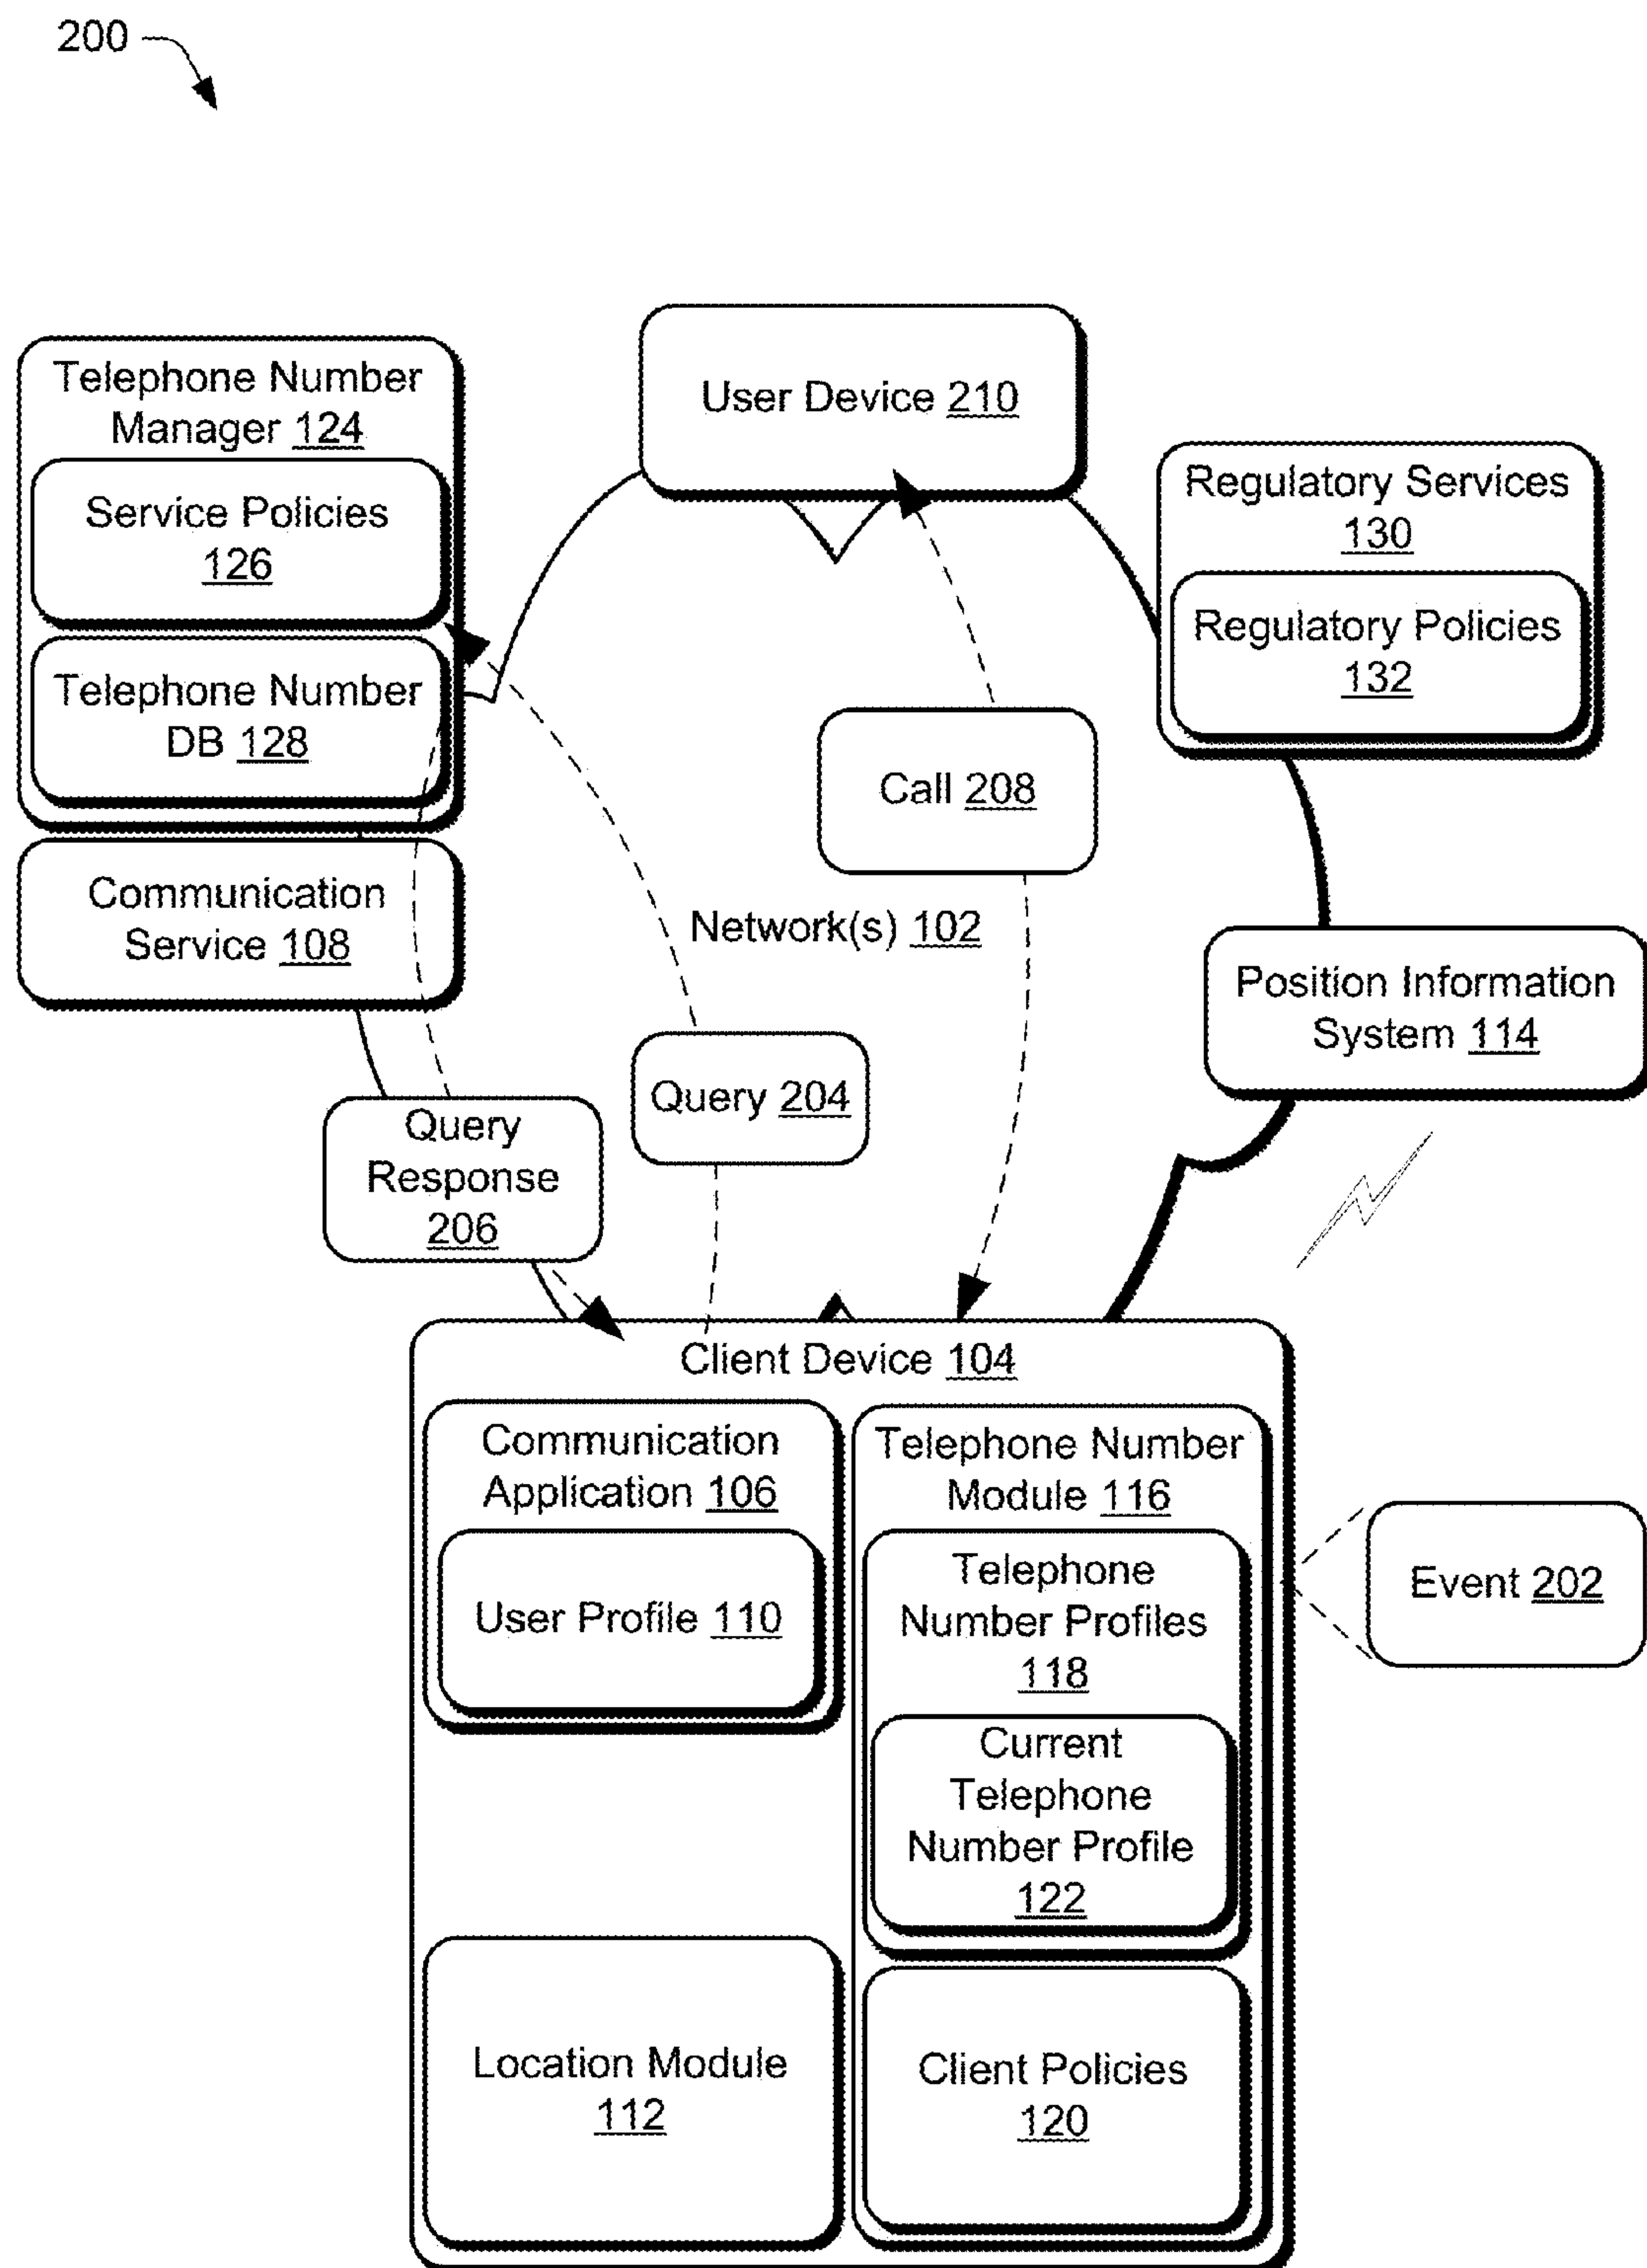 200
Telephone Number
Manager 124
Service Policies
126
Telephone Number
DB 128
Communication
Service 108
User Device 210
Regulatory Services
130
Regulatory Policies
132
Call 208
Network(s) 102
Position Information
System 114
Query 204
Query
Response
206
Client Device 104
Communication
Application 106
User Profile 110
Location Module
112
Telephone Number
Module 116
Telephone
Number Profiles
118
Current
Telephone
Number Profile
122
Client Policies
120
Event 202